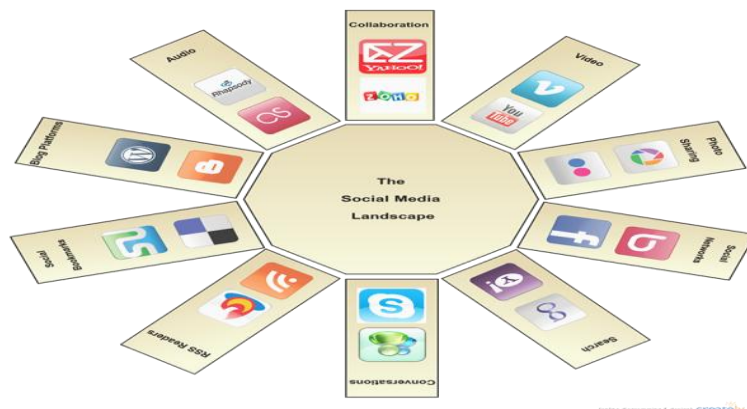 The
Social Media
Landscape
Collaboration
YAHOO!
ZOHO
Video
You
Tube
Photo
Sharing
Social
Networks
Search
Conversations
RSS Readers
Social
Bookmarks
Blog Platforms
Audio
Rhapsody